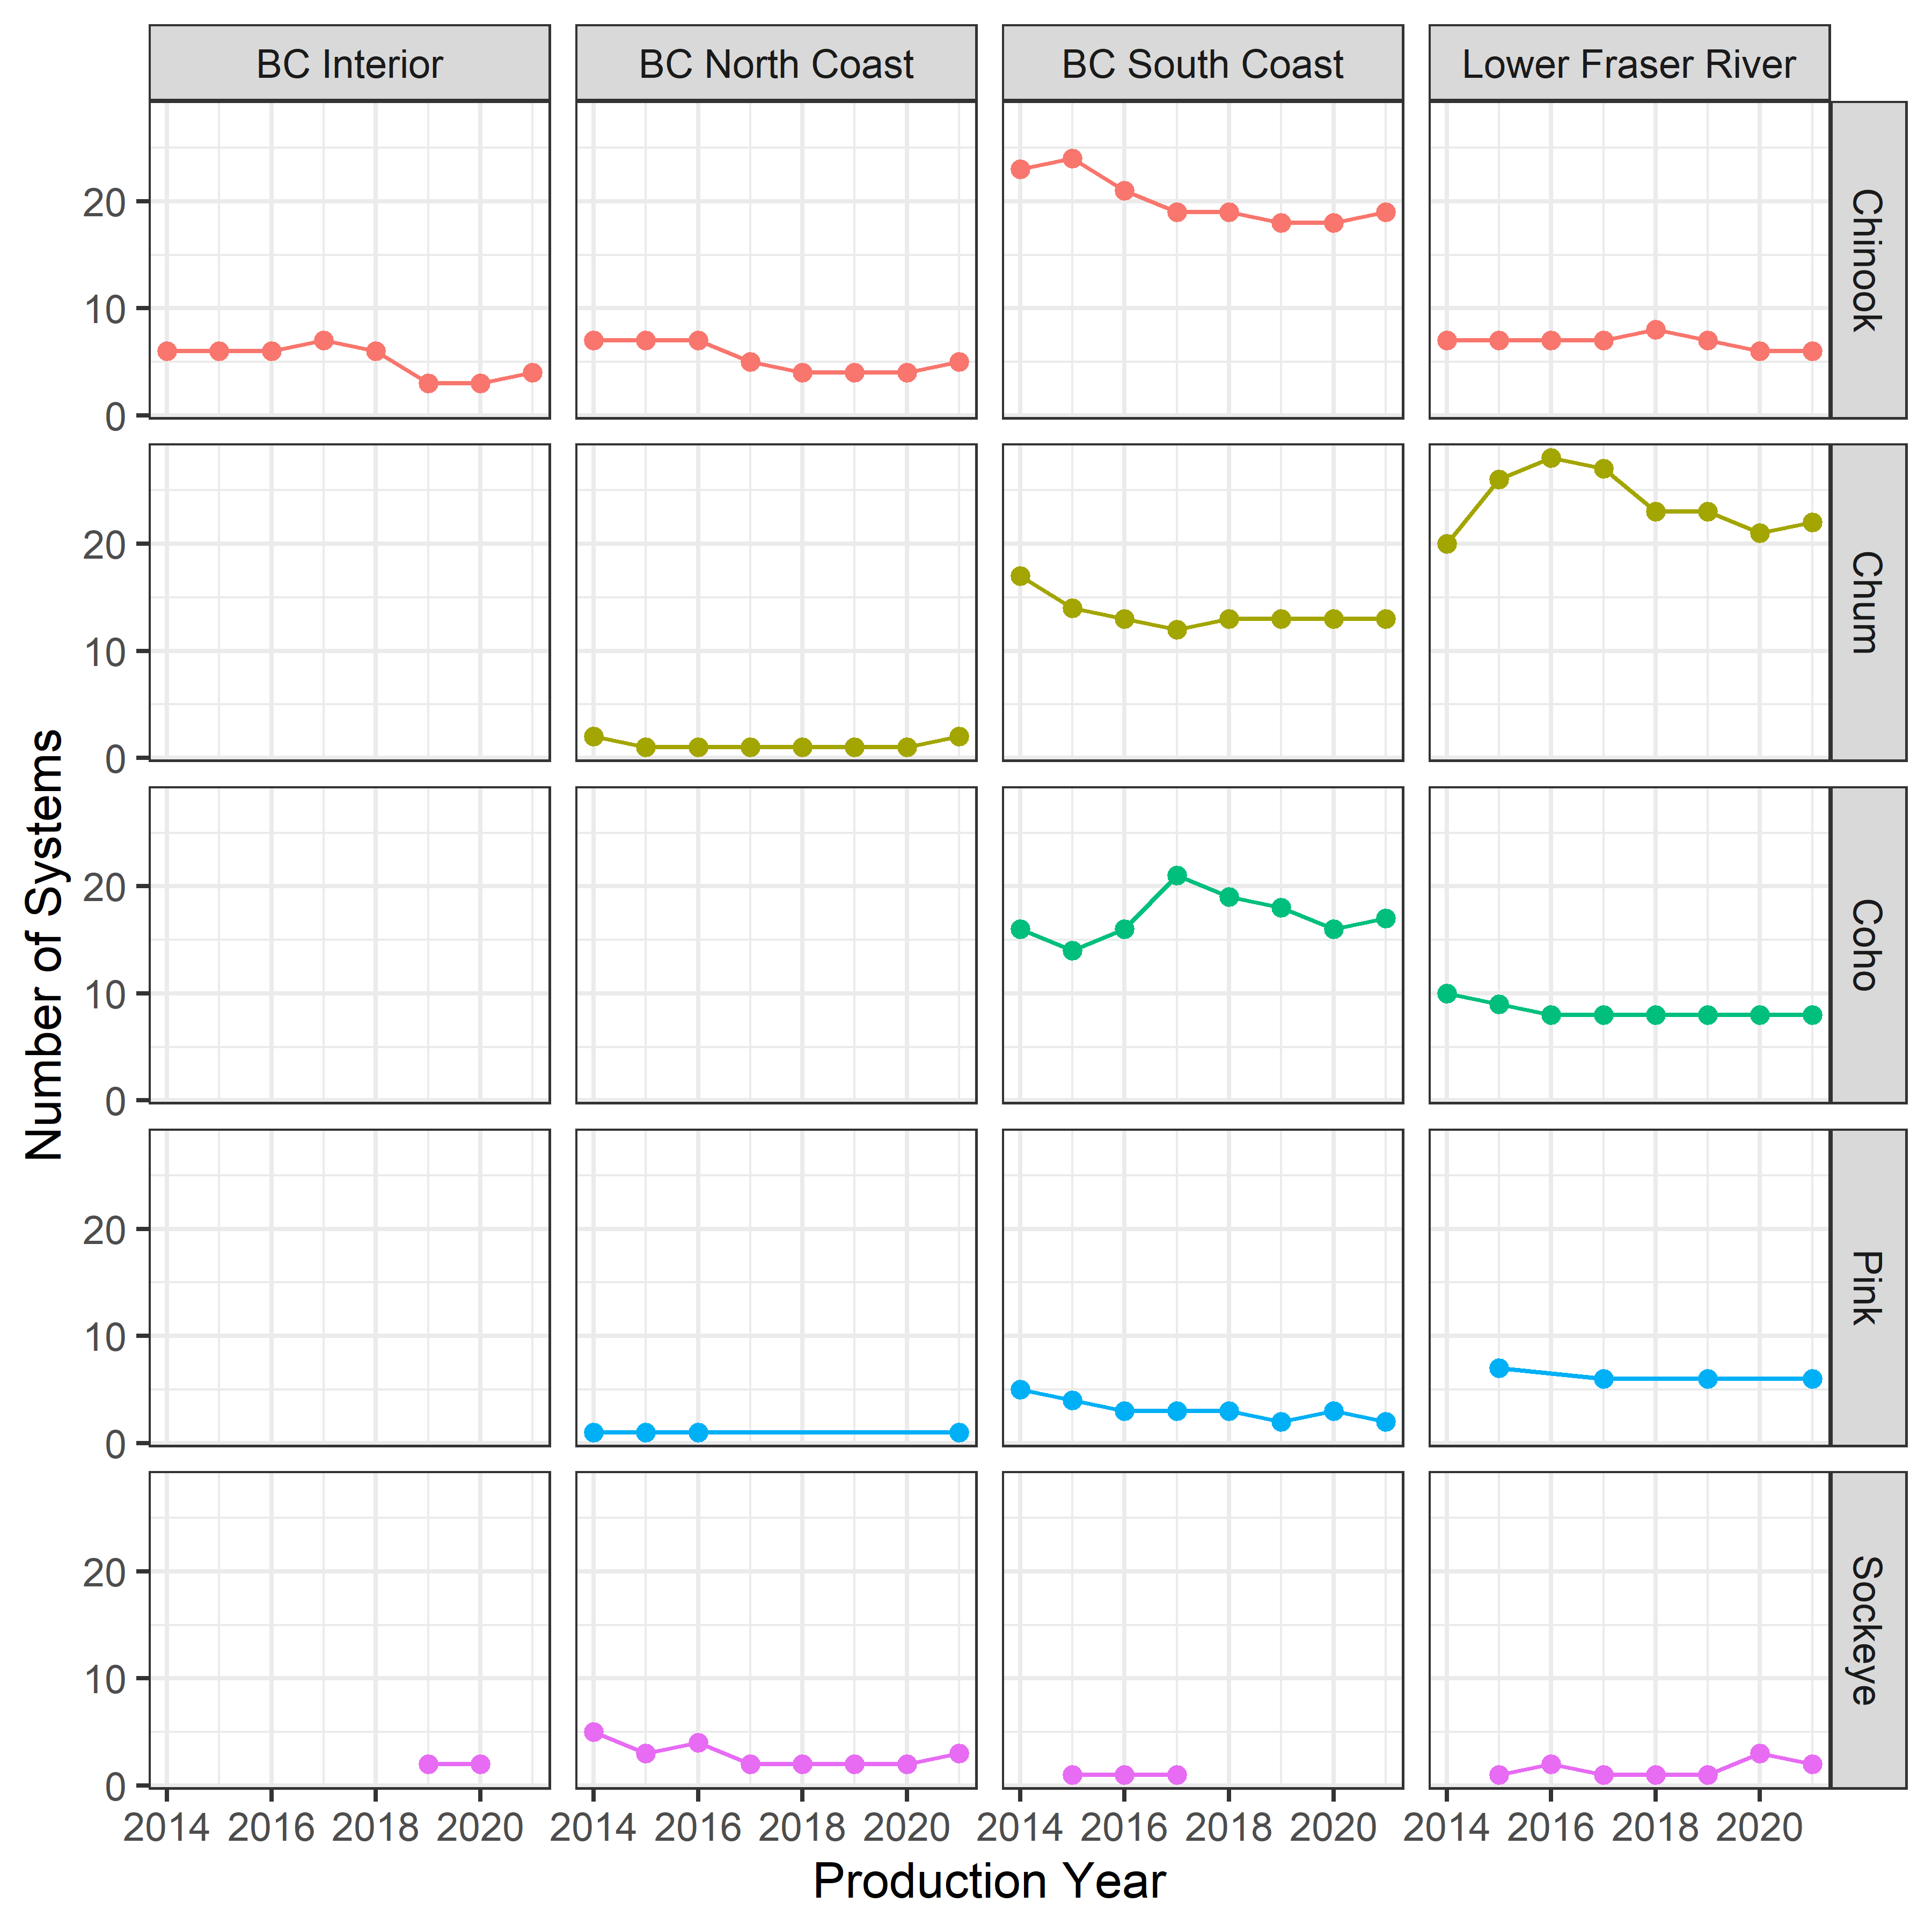 BC Interior BC North Coast BC South Coast Lower Fraser River
Chinook
20
10
0
Chum
20
10
0
Coho
20
10
0
Pink
20
10
0
Sockeye
20
10
0
Number of Systems
2014 2016 2018 2020 2014 2016 2018 2020 2014 2016 2018 2020 2014 2016 2018 2020
Production Year